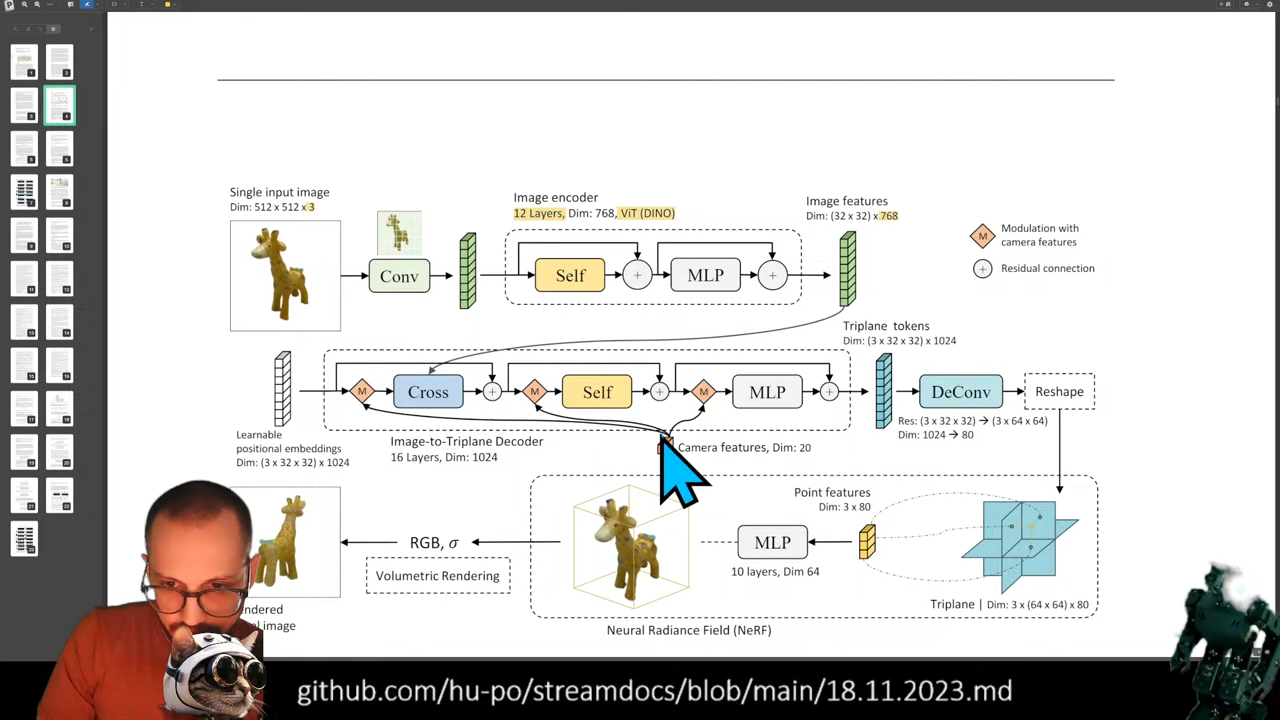 Single input image
Dim: 512 x 512 x 3
Image encoder
12 Layers, Dim: 768, ViT (DINO)
Image features
Dim: (32 x 32) x 768
M
Modulation with
camera features
+
Residual connection
Conv
Self
+
MLP
+
Triplane tokens
Dim: (3 x 32 x 32) x 1024
M
Cross
+
M
Self
+
M
MLP
+
DeConv
Reshape
Res: (3 x 32 x 32) → (3 x 64 x 64)
Dim: 1024 → 80
Learnable
positional embeddings
Dim: (3 x 32 x 32) x 1024
Image-to-Triplane Decoder
16 Layers, Dim: 1024
Camera features, Dim: 20
Point features
Dim: 3 x 80
RGB, σ
MLP
Volumetric Rendering
10 layers, Dim 64
Triplane | Dim: 3 x (64 x 64) x 80
Neural Radiance Field (NeRF)
image
github.com/hu-po/streamdocs/blob/main/18.11.2023.md